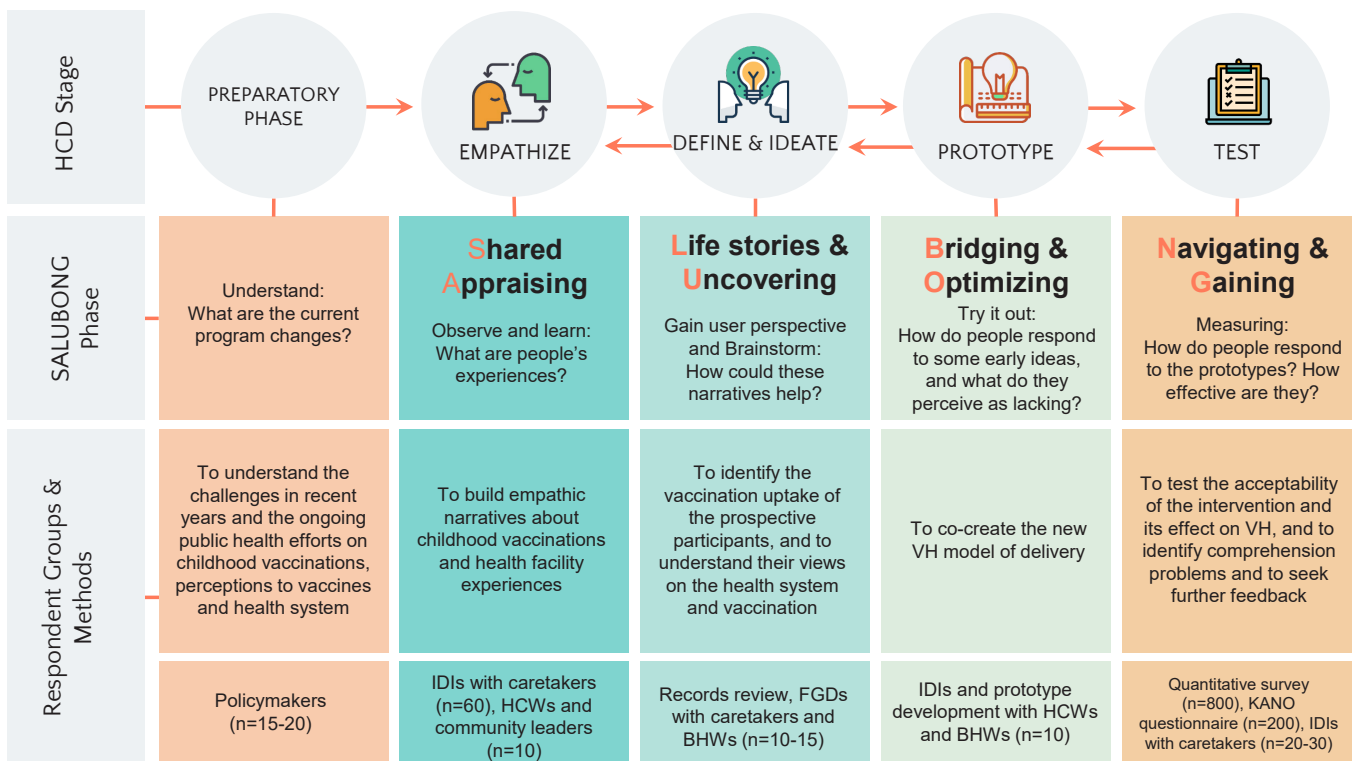 HCD Stage
PREPARATORY
PHASE
EMPATHIZE
DEFINE & IDEATE
PROTOTYPE
TEST
SALUBONG
Phase
Understand:
What are the current
program changes?
Shared
Appraising
Observe and learn:
What are people's
experiences?
Life stories &
Uncovering
Gain user perspective
and Brainstorm:
How could these
narratives help?
Bridging &
Optimizing
Try it out:
How do people respond
to some early ideas,
and what do they
perceive as lacking?
Navigating &
Gaining
Measuring:
How do people respond
to the prototypes? How
effective are they?
Respondent Groups &
Methods
To understand the
challenges in recent
years and the ongoing
public health efforts on
childhood vaccinations,
perceptions to vaccines
and health system
To build empathic
narratives about
childhood vaccinations
and health facility
experiences
To identify the
vaccination uptake of
the prospective
participants, and to
understand their views
on the health system
and vaccination
To co-create the new
VH model of delivery
To test the acceptability
of the intervention and
its effect on VH, and to
identify comprehension
problems and to seek
further feedback
Policymakers
(n=15-20)
IDIs with caretakers
(n=60), HCWs and
community leaders
(n=10)
Records review, FGDs
with caretakers and
BHWs (n=10-15)
IDIs and prototype
development with HCWs
and BHWs (n=10)
Quantitative survey
(n=800), KANO
questionnaire (n=200), IDIs
with caretakers (n=20-30)